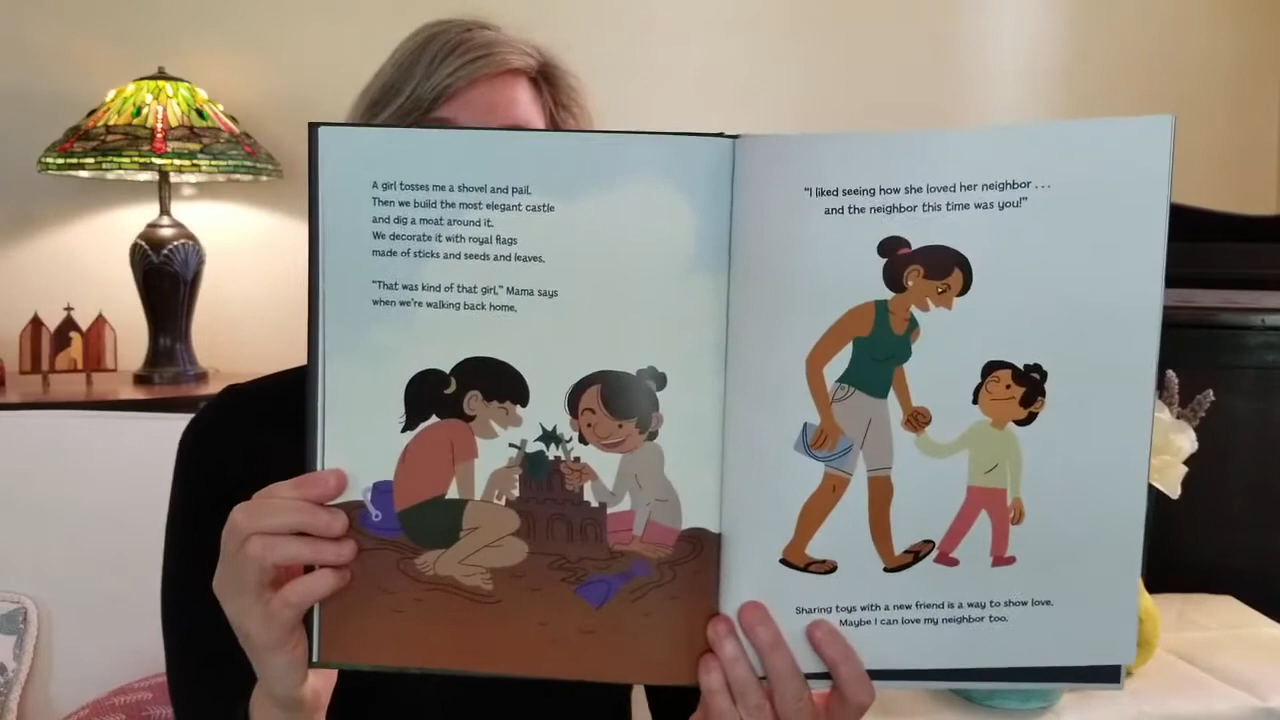 A girl tosses me a shovel and pail.
Then we build the most elegant castle
and dig a moat around it.
We decorate it with royal flags
made of sticks and seeds and leaves.
“That was kind of that girl,” Mama says
when we're walking back home,
“I liked seeing how she loved her neighbor . . .
and the neighbor this time was you!”
Sharing toys with a new friend is a way to show love.
Maybe I can love my neighbor too.